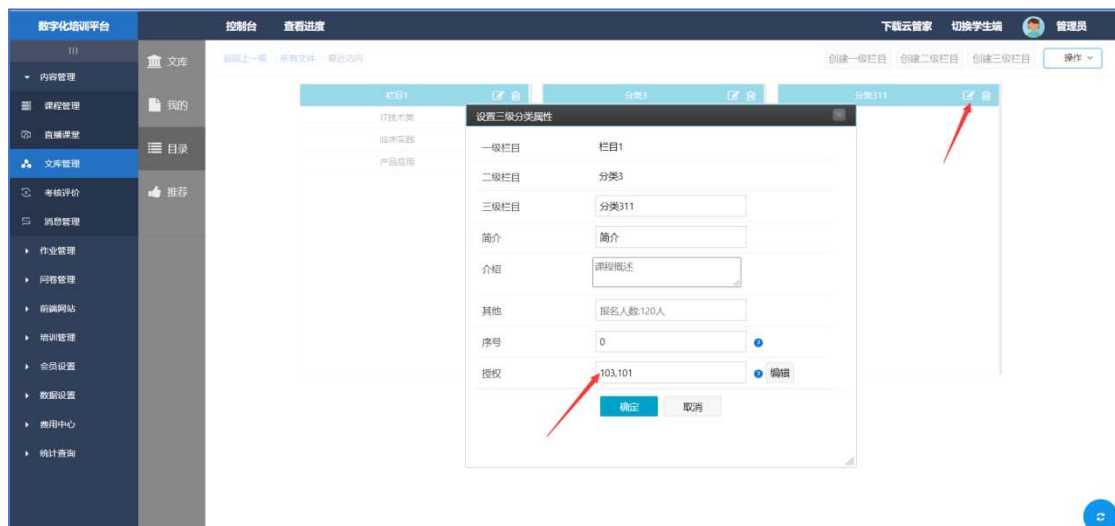 数字化培训平台 控制台 查看进度 下载云管家 切换学生端 管理员
内容管理
课程管理
直播课堂
文库管理
考核评价
消息管理
作业管理
问卷管理
前端网站
培训管理
会员设置
数据设置
费用中心
统计查询
文库
我的
目录
推荐
返回上一级 所有文件 最近访问 创建一级栏目 创建二级栏目 创建三级栏目 操作
栏目1 分类3 分类311
IT技术类
临床实践
产品应用
设置三级分类属性
一级栏目 栏目1
二级栏目 分类3
三级栏目 分类311
简介 简介
介绍 课程概述
其他 报名人数:120人
序号 0
授权 103,101 编辑
确定 取消